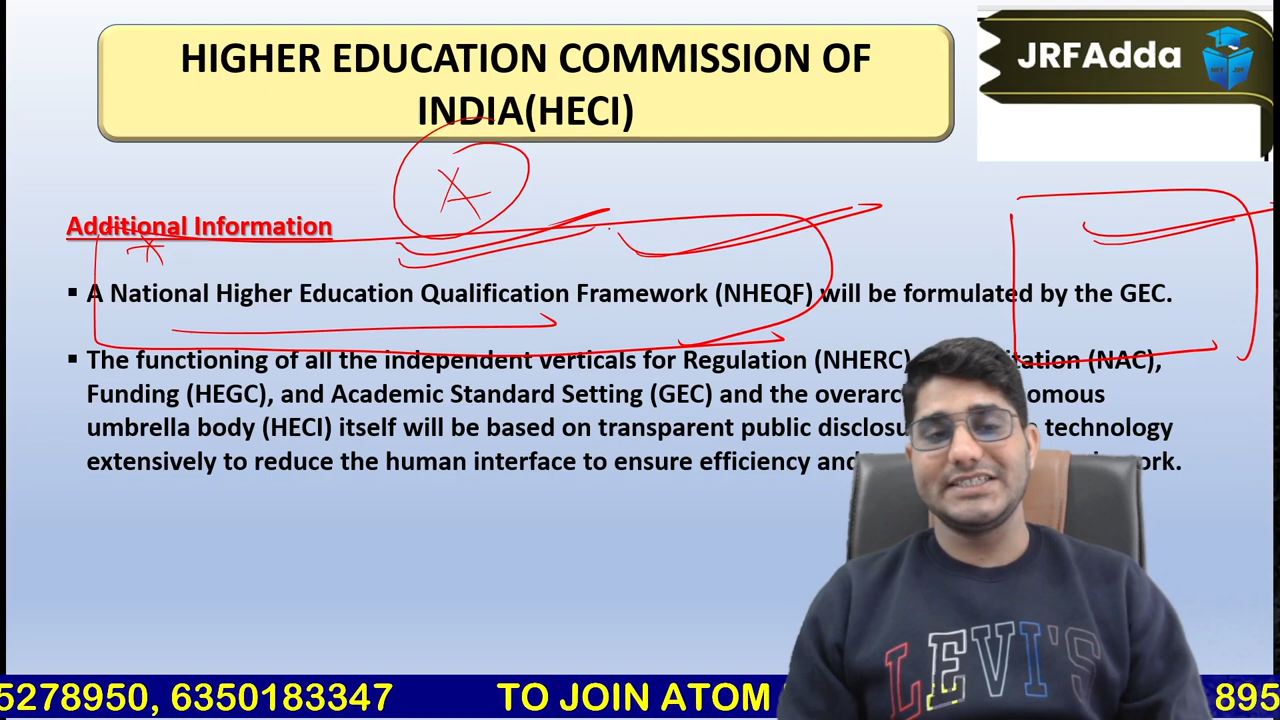 HIGHER EDUCATION COMMISSION OF
INDIA(HECI)
JRFAdda
Additional Information
▪ A National Higher Education Qualification Framework (NHEQF) will be formulated by the GEC.
▪ The functioning of all the independent verticals for Regulation (NHERC), (NAC),
Funding (HEGC), and Academic Standard Setting (GEC) and the
umbrella body (HECI) itself will be based on transparent public technology
extensively to reduce the human interface to ensure efficiency
LEVI'S
5278950, 6350183347 TO JOIN ATOM 895